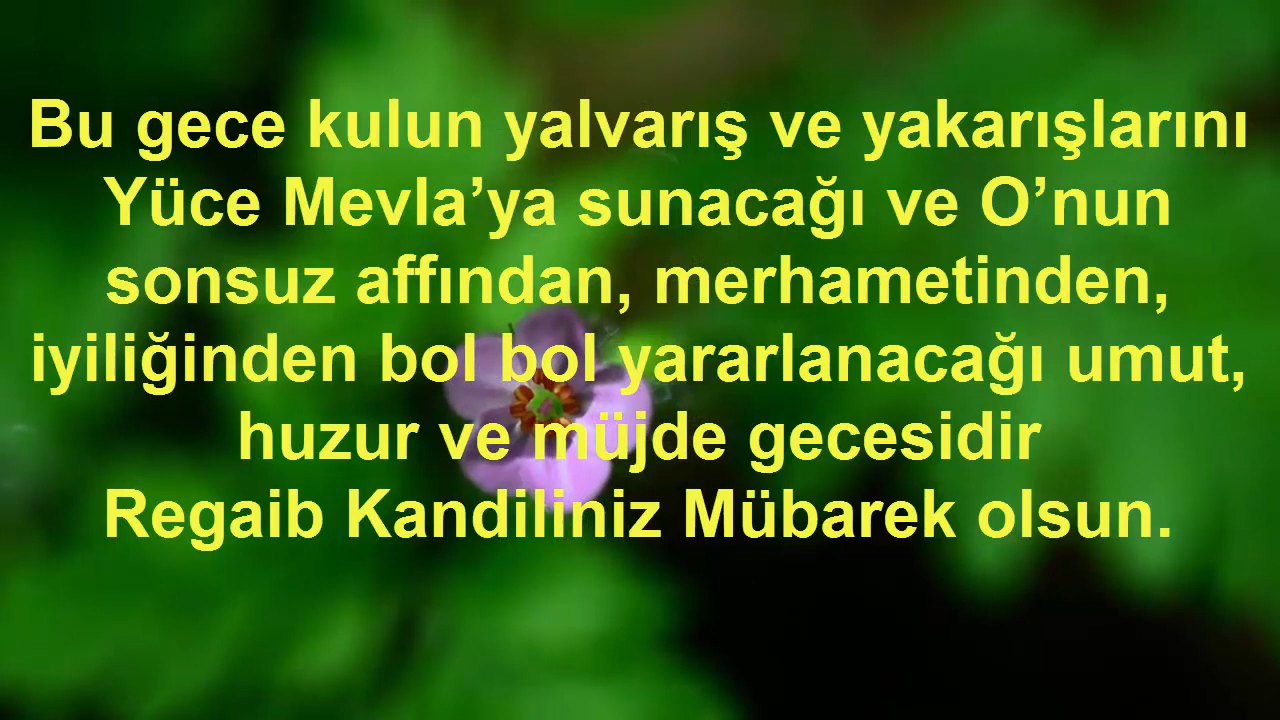 Bu gece kulun yalvarış ve yakarışlarını
Yüce Mevla’ya sunacağı ve O’nun
sonsuz affından, merhametinden,
iyiliğinden bol bol yararlanacağı umut,
huzur ve müjde gecesidir
Regaib Kandiliniz Mübarek olsun.